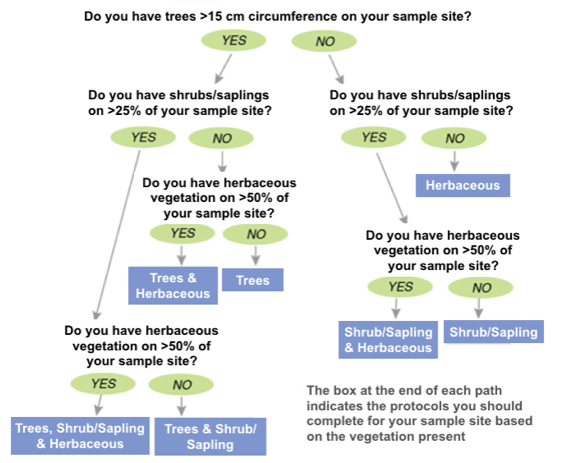 Do you have trees >15 cm circumference on your sample site?
YES
NO
Do you have shrubs/saplings
on >25% of your sample site?
YES
NO
Do you have herbaceous
vegetation on >50% of
your sample site?
YES
NO
Trees &
Herbaceous
Trees
Do you have herbaceous
vegetation on >50% of
your sample site?
YES
NO
Trees, Shrub/Sapling
& Herbaceous
Trees & Shrub/
Sapling
Do you have shrubs/saplings
on >25% of your sample site?
YES
NO
Herbaceous
Do you have herbaceous
vegetation on >50% of
your sample site?
YES
NO
Shrub/Sapling
& Herbaceous
Shrub/Sapling
The box at the end of each path
indicates the protocols you should
complete for your sample site based
on the vegetation present